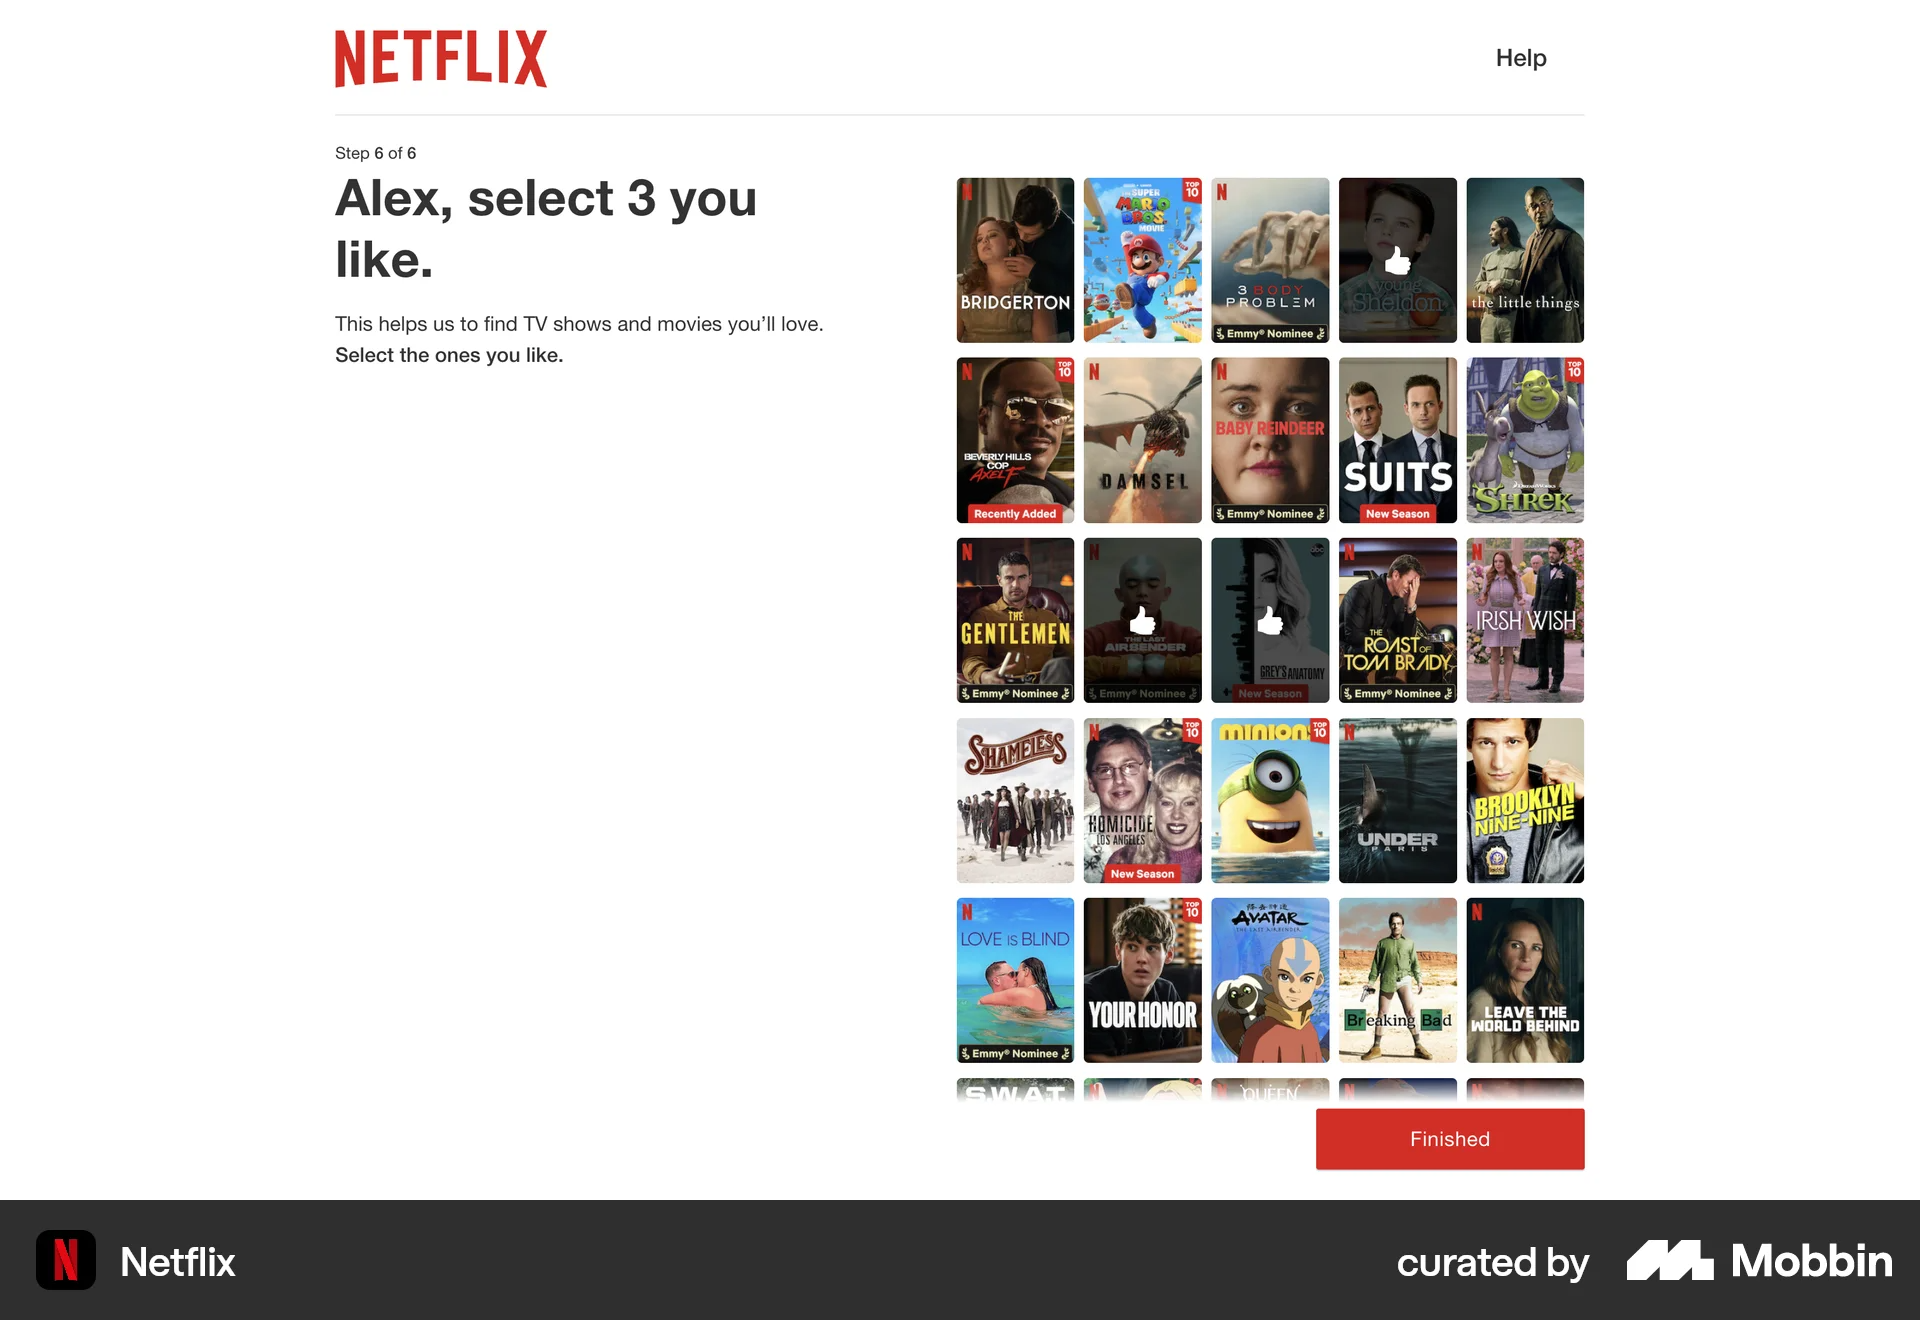 NETFLIX
Help
Step 6 of 6
Alex, select 3 you
like.
This helps us to find TV shows and movies you’ll love.
Select the ones you like.
BRIDGERTON
THE SUPER
MARIO
BROS.
MOVIE
TOP
10
3 BODY
PROBLEM
Emmy® Nominee
young
Sheldon
the little things
TOP
10
BEVERLY HILLS
COP
AXEL F
Recently Added
DAMSEL
BABY REINDEER
Emmy® Nominee
SUITS
New Season
TOP
10
DREAMWORKS
SHREK
THE
GENTLEMEN
Emmy® Nominee
THE LAST
AIRBENDER
Emmy® Nominee
abc
GREY'S ANATOMY
New Season
THE
ROAST OF
TOM BRADY
Emmy® Nominee
IRISH WISH
SHAMELESS
TOP
10
HOMICIDE
LOS ANGELES
New Season
minion
TOP
10
UNDER
PARIS
BROOKLYN
NINE-NINE
LOVE IS BLIND
Emmy® Nominee
TOP
10
YOUR HONOR
AVATAR
THE LAST AIRBENDER
Breaking Bad
LEAVE THE
WORLD BEHIND
S.W.A.T.
QUEEN
Finished
Netflix
curated by Mobbin